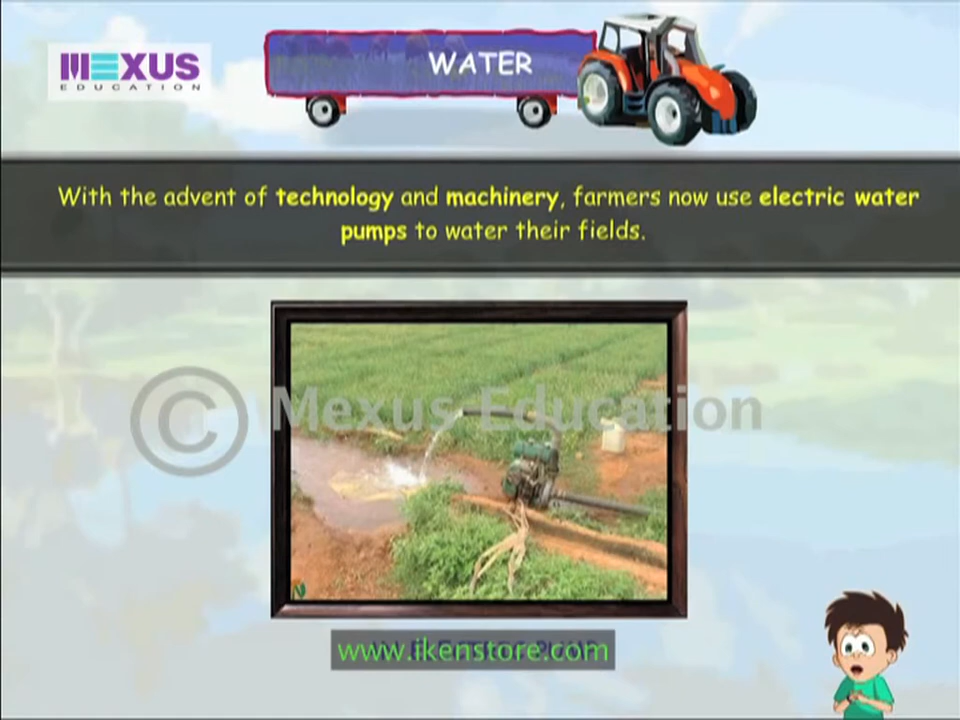 MEXUS
EDUCATION
WATER
With the advent of technology and machinery, farmers now use electric water
pumps to water their fields.
© Mexus Education
www.ikenstore.com